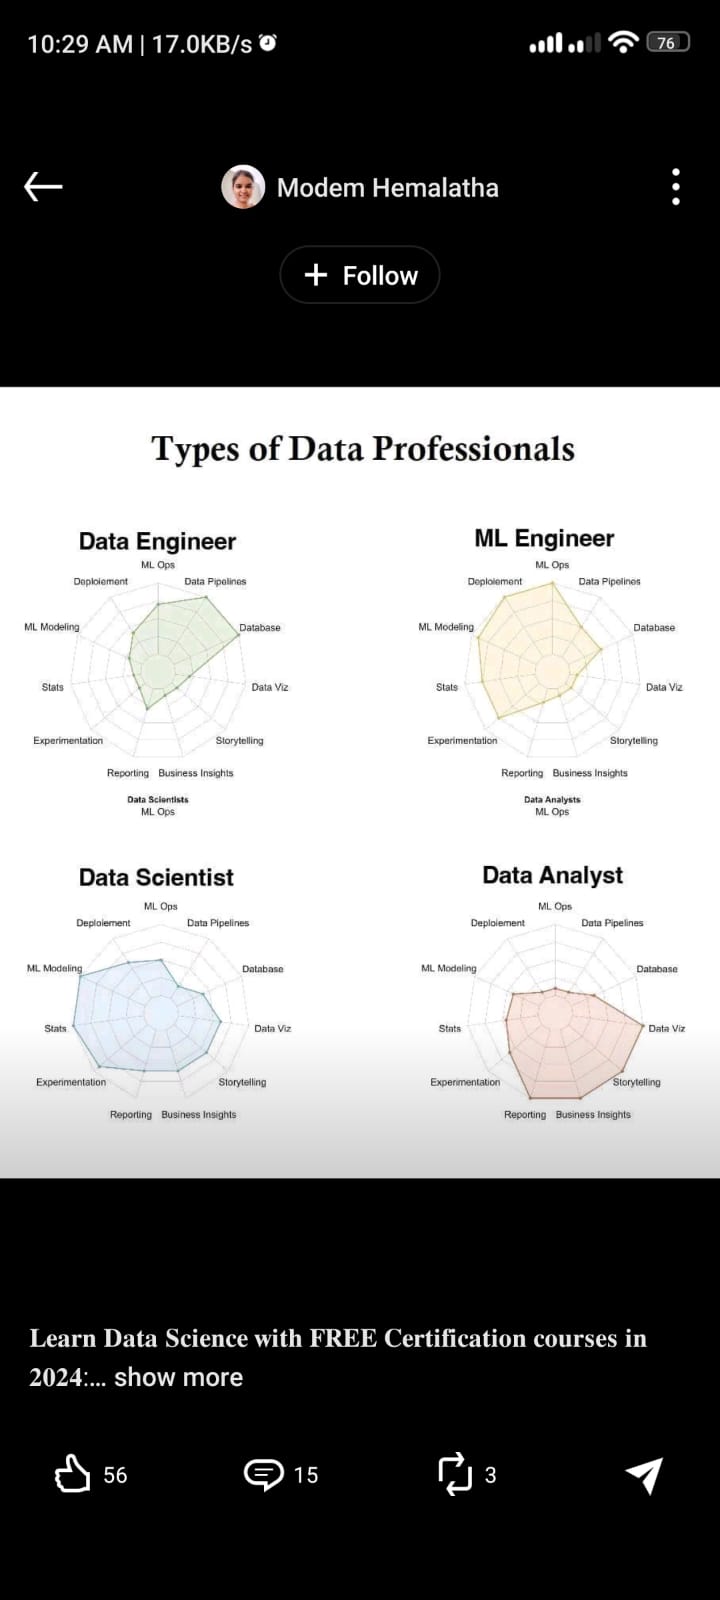 10:29 AM | 17.0KB/s
76
Modem Hemalatha
+ Follow
Types of Data Professionals
Data Engineer
ML Ops
Deploiement
Data Pipelines
ML Modeling
Database
Stats
Data Viz
Experimentation
Storytelling
Reporting
Business Insights
Data Scientists
ML Ops
ML Engineer
ML Ops
Deploiement
Data Pipelines
ML Modeling
Database
Stats
Data Viz
Experimentation
Storytelling
Reporting
Business Insights
Data Analysts
ML Ops
Data Scientist
ML Ops
Deploiement
Data Pipelines
ML Modeling
Database
Stats
Data Viz
Experimentation
Storytelling
Reporting
Business Insights
Data Analyst
ML Ops
Deploiement
Data Pipelines
ML Modeling
Database
Stats
Data Viz
Experimentation
Storytelling
Reporting
Business Insights
Learn Data Science with FREE Certification courses in
2024:... show more
56
15
3